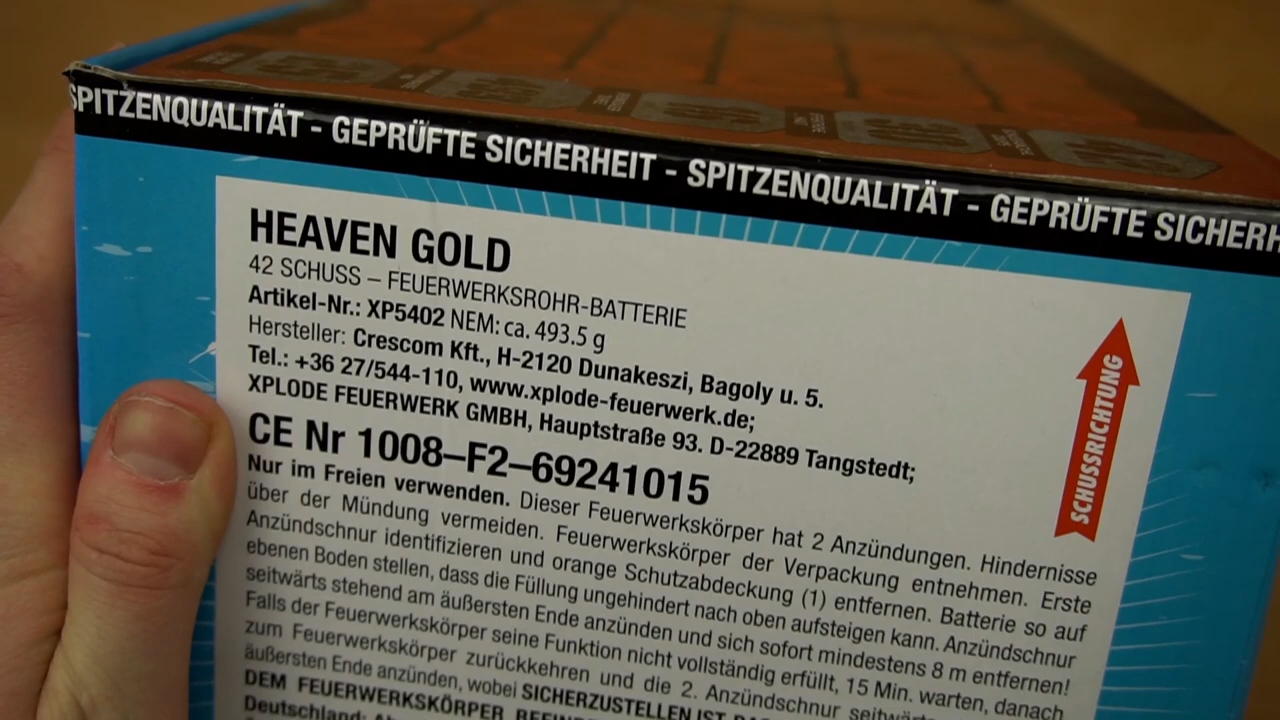 SPITZENQUALITÄT - GEPRÜFTE SICHERHEIT - SPITZENQUALITÄT - GEPRÜFTE SICHERH
HEAVEN GOLD
42 SCHUSS – FEUERWERKSROHR-BATTERIE
Artikel-Nr.: XP5402 NEM: ca. 493.5 g
Hersteller: Crescom Kft., H-2120 Dunakeszi, Bagoly u. 5.
Tel.: +36 27/544-110, www.xplode-feuerwerk.de;
XPLODE FEUERWERK GMBH, Hauptstraße 93. D-22889 Tangstedt;
CE Nr 1008–F2–69241015
Nur im Freien verwenden. Dieser Feuerwerkskörper hat 2 Anzündungen. Hindernisse
über der Mündung vermeiden. Feuerwerkskörper der Verpackung entnehmen. Erste
Anzündschnur identifizieren und orange Schutzabdeckung (1) entfernen. Batterie so auf
ebenen Boden stellen, dass die Füllung ungehindert nach oben aufsteigen kann. Anzündschnur
seitwärts stehend am äußersten Ende anzünden und sich sofort mindestens 8 m entfernen!
Falls der Feuerwerkskörper seine Funktion nicht vollständig erfüllt, 15 Min. warten, danach
zum Feuerwerkskörper zurückkehren und die 2. Anzündschnur
äußersten Ende anzünden, wobei SICHERZUSTELLEN IST,
DEM FEUERWERKSKÖRPER
Deutschland:
SCHUSSRICHTUNG